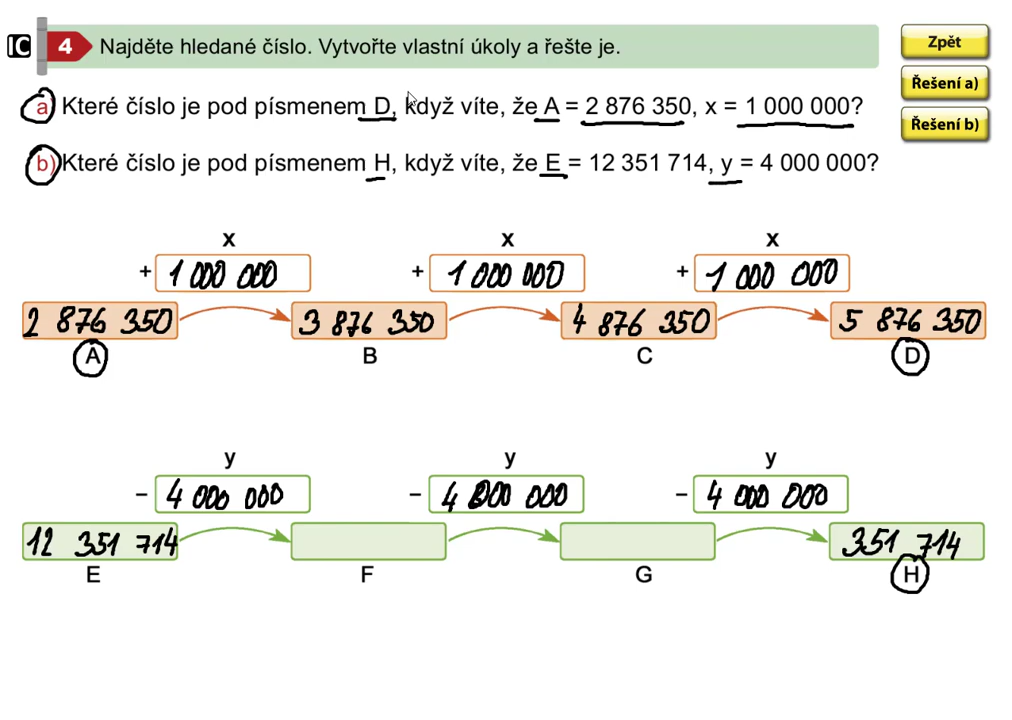 IC 4 Najděte hledané číslo. Vytvořte vlastní úkoly a řešte je.
Zpět
Řešení a)
Řešení b)
a) Které číslo je pod písmenem D, když víte, že A = 2 876 350, x = 1 000 000?
b) Které číslo je pod písmenem H, když víte, že E = 12 351 714, y = 4 000 000?
x x x
+ 1 000 000 + 1 000 000 + 1 000 000
2 876 350 3 876 350 4 876 350 5 876 350
A B C D
y y y
– 4 000 000 – 4 000 000 – 4 000 000
12 351 714 351 714
E F G H